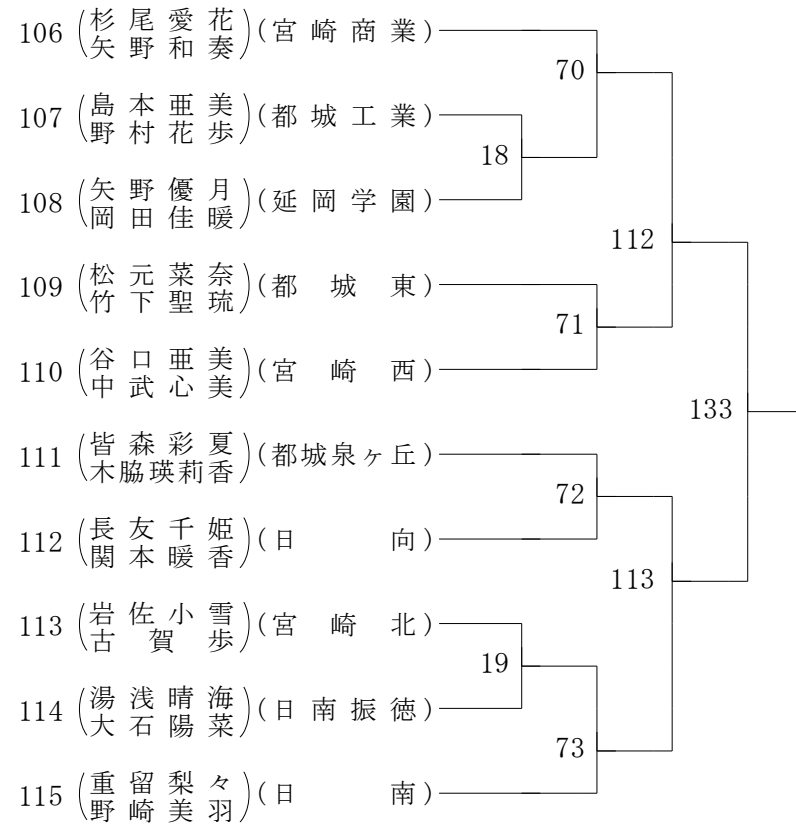 106 (杉尾愛花 矢野和奏) (宮崎商業)
70
107 (島本亜美 野村花歩) (都城工業)
18
108 (矢野優月 岡田佳暖) (延岡学園)
112
109 (松元菜奈 竹下聖琉) (都城東)
71
110 (谷口亜美 中武心美) (宮崎西)
133
111 (皆森彩夏 木脇瑛莉香) (都城泉ヶ丘)
72
112 (長友千姫 関本暖香) (日向)
113
113 (岩佐小雪 古賀歩) (宮崎北)
19
114 (湯浅晴海 大石陽菜) (日南振徳)
73
115 (重留梨々 野崎美羽) (日南)